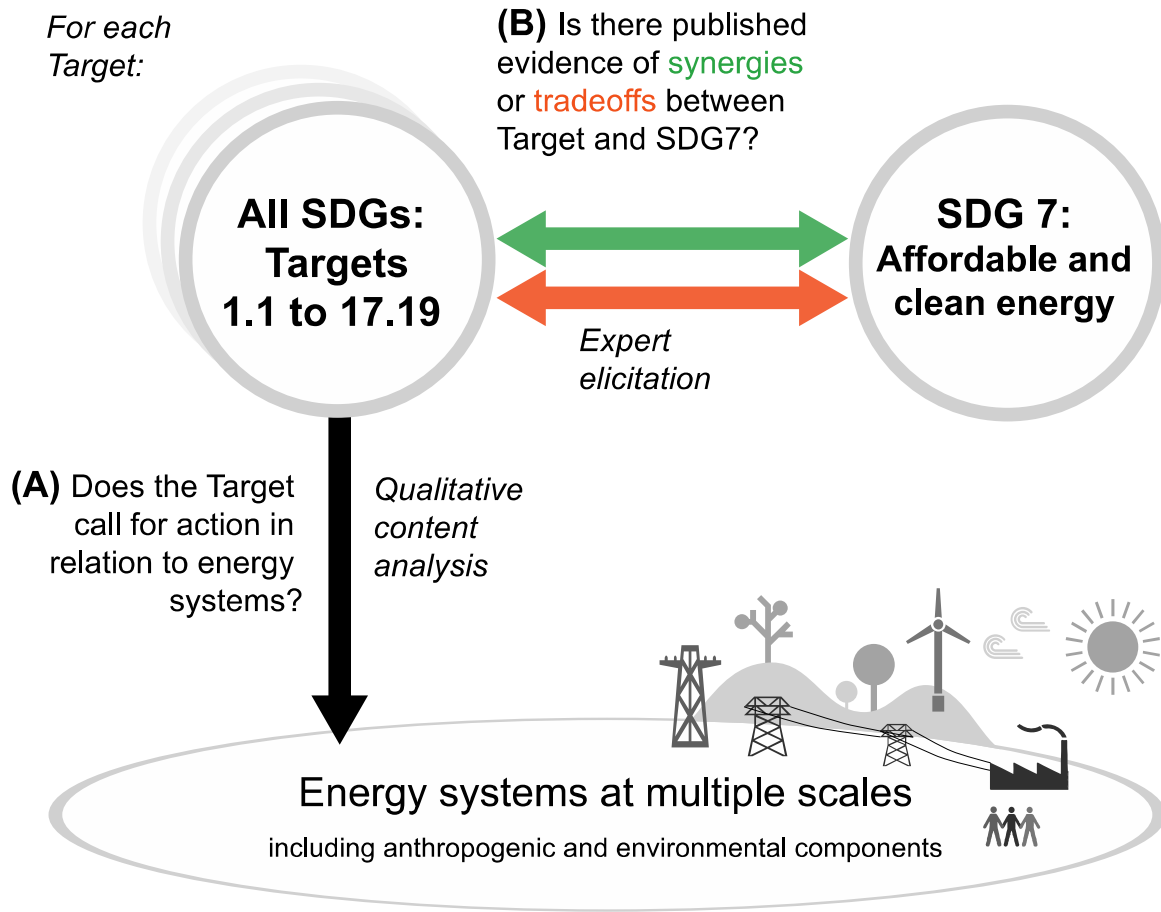 For each
Target:
(B) Is there published
evidence of synergies
or tradeoffs between
Target and SDG7?
All SDGs:
Targets
1.1 to 17.19
SDG 7:
Affordable and
clean energy
Expert
elicitation
(A) Does the Target
call for action in
relation to energy
systems?
Qualitative
content
analysis
Energy systems at multiple scales
including anthropogenic and environmental components